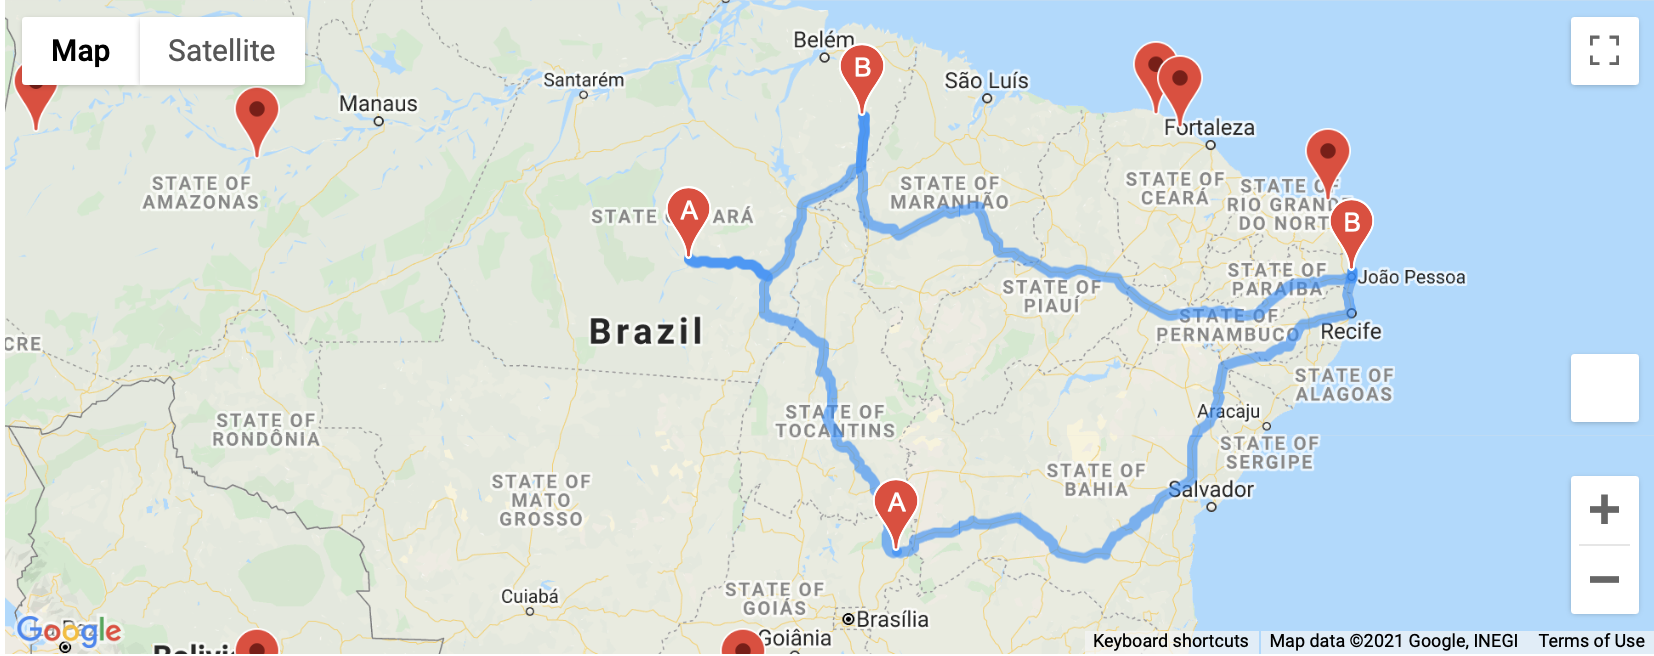 Map
Satellite
Belém
B
São Luís
Santarém
Manaus
Fortaleza
STATE OF
AMAZONAS
STATE OF
MARANHÃO
STATE OF
CEARÁ
STATE OF
RIO GRANDE
DO NORT
A
STATE O
ARÁ
B
João Pessoa
STATE OF
PARAÍBA
STATE OF
PIAUÍ
STATE OF
PERNAMBUCO
Recife
Brazil
CRE
STATE OF
ALAGOAS
STATE OF
TOCANTINS
Aracaju
STATE OF
RONDÔNIA
STATE OF
SERGIPE
STATE OF
BAHIA
STATE OF
MATO
GROSSO
Salvador
A
Cuiabá
STATE OF
GOIÁS
Brasília
Goiânia
Google
Keyboard shortcuts
Map data ©2021 Google, INEGI
Terms of Use